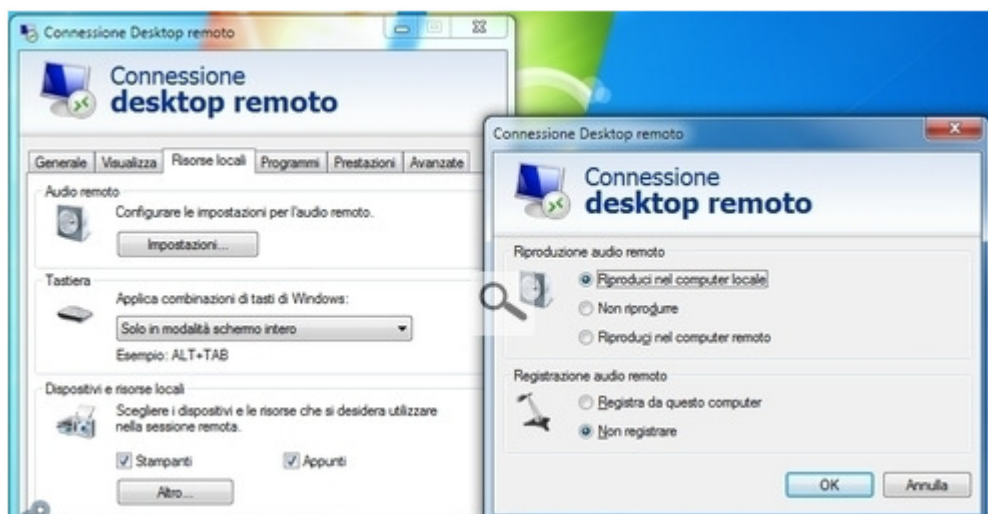 Connessione Desktop remoto
Connessione
desktop remoto
Generale Visualizza Risorse locali Programmi Prestazioni Avanzate
Audio remoto
Configurare le impostazioni per l'audio remoto.
Impostazioni...
Tastiera
Applica combinazioni di tasti di Windows:
Solo in modalità schermo intero
Esempio: ALT+TAB
Dispositivi e risorse locali
Scegliere i dispositivi e le risorse che si desidera utilizzare
nella sessione remota.
Stampanti Appunti
Altro...
Connessione Desktop remoto
Connessione
desktop remoto
Riproduzione audio remoto
Riproduci nel computer locale
Non riprodurre
Riproduci nel computer remoto
Registrazione audio remoto
Registra da questo computer
Non registrare
OK Annulla